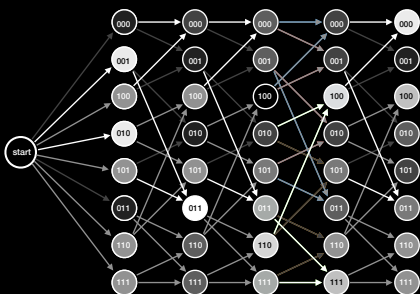 000 000 000 000 000
001 001 001 001 001
100 100 100 100 100
010 010 010 010 010
start
101 101 101 101 101
011 011 011 011 011
110 110 110 110 110
111 111 111 111 111